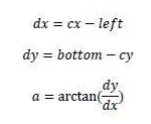 dx = cx − left
dy = bottom − cy
a = arctan(dy/dx)